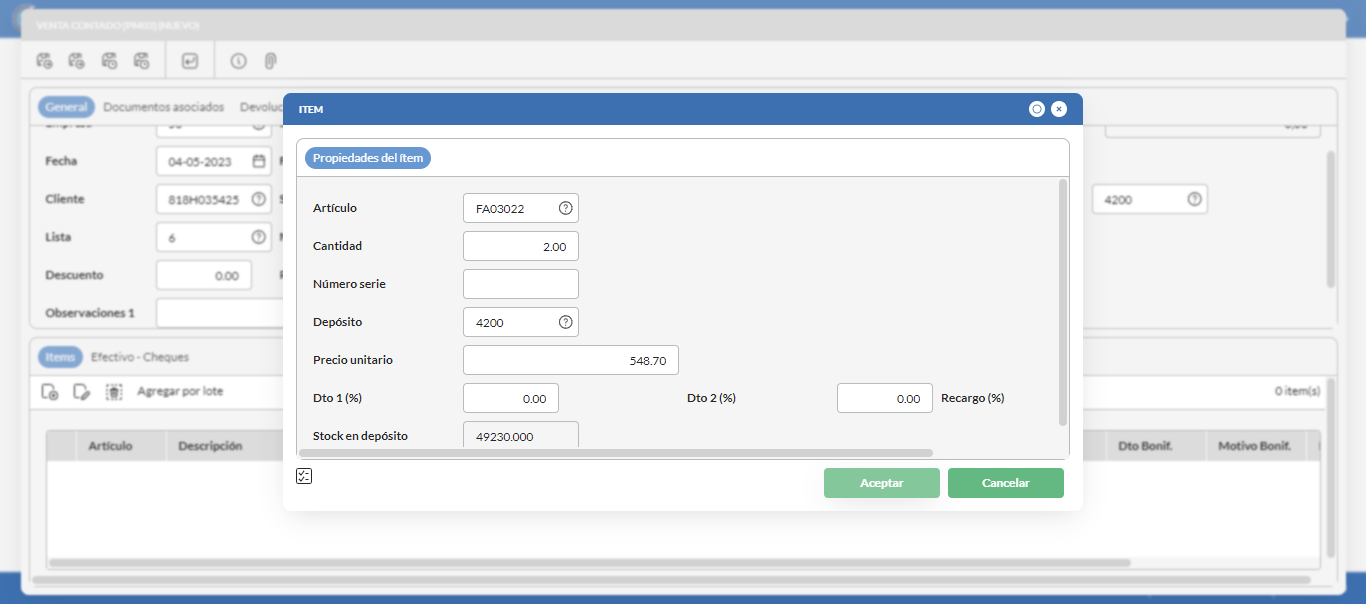 VENTA CONTADO (PM03) (NUEVO)
General Documentos asociados Devoluc
Fecha 04-05-2023
Cliente 818H035425
4200
Lista 6
Descuento 0.00
Observaciones 1
Items Efectivo - Cheques
Agregar por lote
0 item(s)
Artículo Descripción
Dto Bonif. Motivo Bonif.
ITEM
Propiedades del ítem
Artículo FA03022
Cantidad 2.00
Número serie
Depósito 4200
Precio unitario 548.70
Dto 1 (%) 0.00 Dto 2 (%) 0.00 Recargo (%)
Stock en depósito 49230.000
Aceptar Cancelar